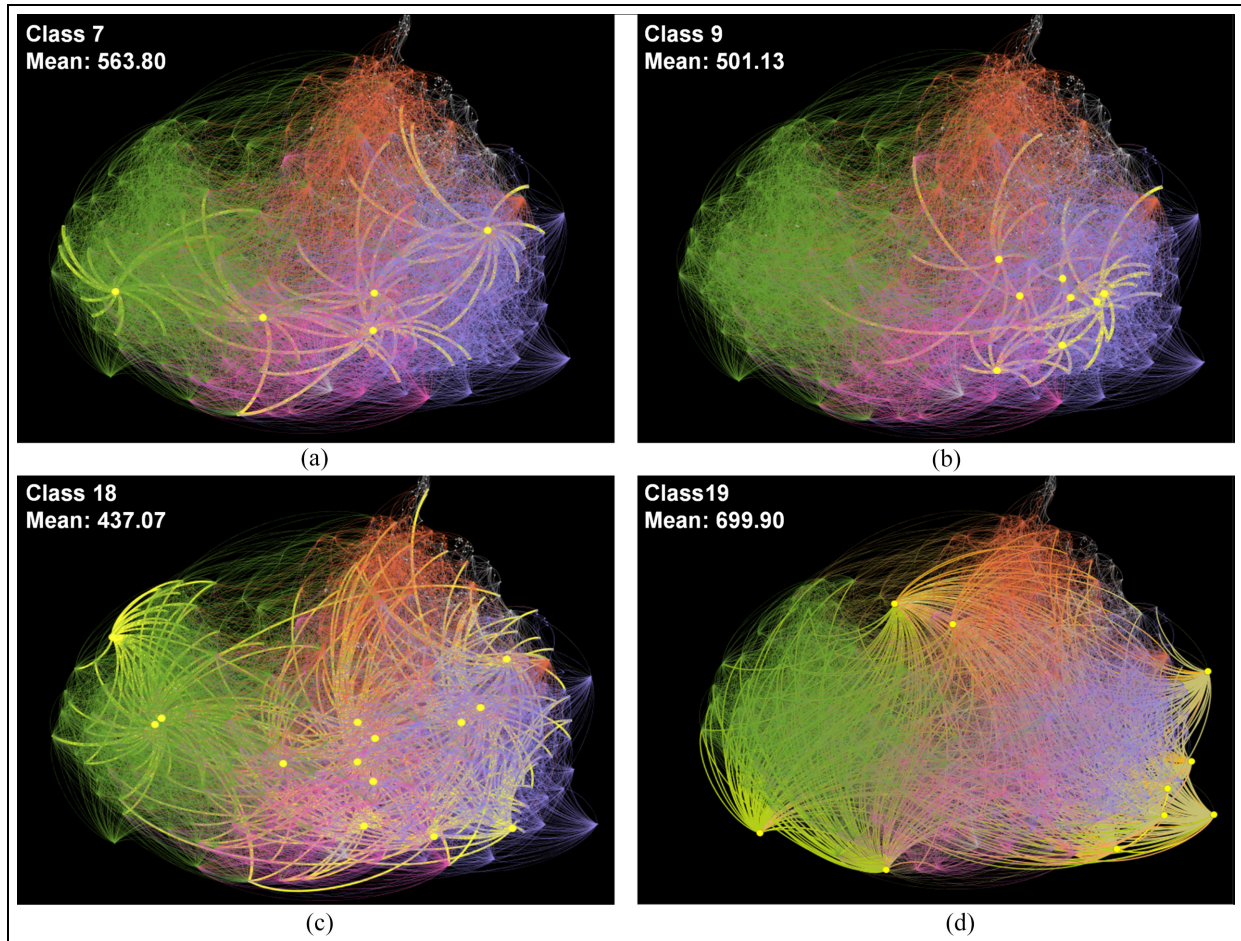 Class 7
Mean: 563.80
Class 9
Mean: 501.13
(a)
(b)
Class 18
Mean: 437.07
Class19
Mean: 699.90
(c)
(d)